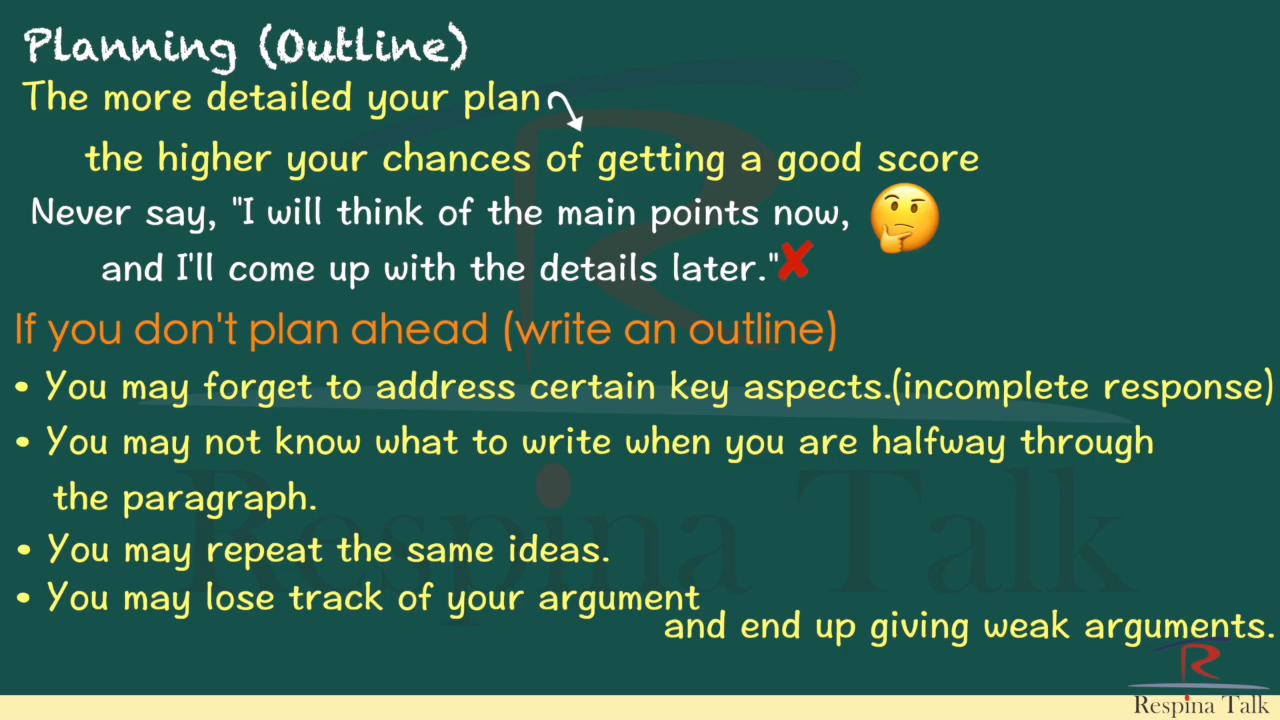 Planning (Outline)
The more detailed your plan
the higher your chances of getting a good score
Never say, "I will think of the main points now,
and I'll come up with the details later."
If you don't plan ahead (write an outline)
• You may forget to address certain key aspects.(incomplete response)
• You may not know what to write when you are halfway through
the paragraph.
• You may repeat the same ideas.
• You may lose track of your argument
and end up giving weak arguments.
Respina Talk
Respina Talk